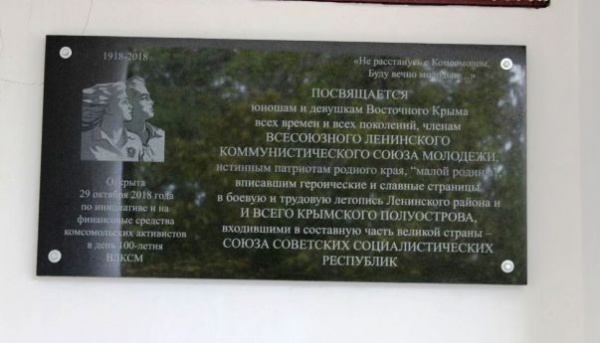 1918-2018
«Не расстанусь с Комсомолом,
Буду вечно молодым...»
ПОСВЯЩАЕТСЯ
юношам и девушкам Восточного Крыма
всех времен и всех поколений, членам
ВСЕСОЮЗНОГО ЛЕНИНСКОГО
КОММУНИСТИЧЕСКОГО СОЮЗА МОЛОДЕЖИ,
истинным патриотам родного края, "малой родины",
вписавшим героические и славные страницы
в боевую и трудовую летопись Ленинского района и
И ВСЕГО КРЫМСКОГО ПОЛУОСТРОВА,
входившими в составную часть великой страны –
СОЮЗА СОВЕТСКИХ СОЦИАЛИСТИЧЕСКИХ
РЕСПУБЛИК
Открыта
29 октября 2018 года
по инициативе и на
финансовые средства
комсомольских активистов
в день 100-летия
ВЛКСМ